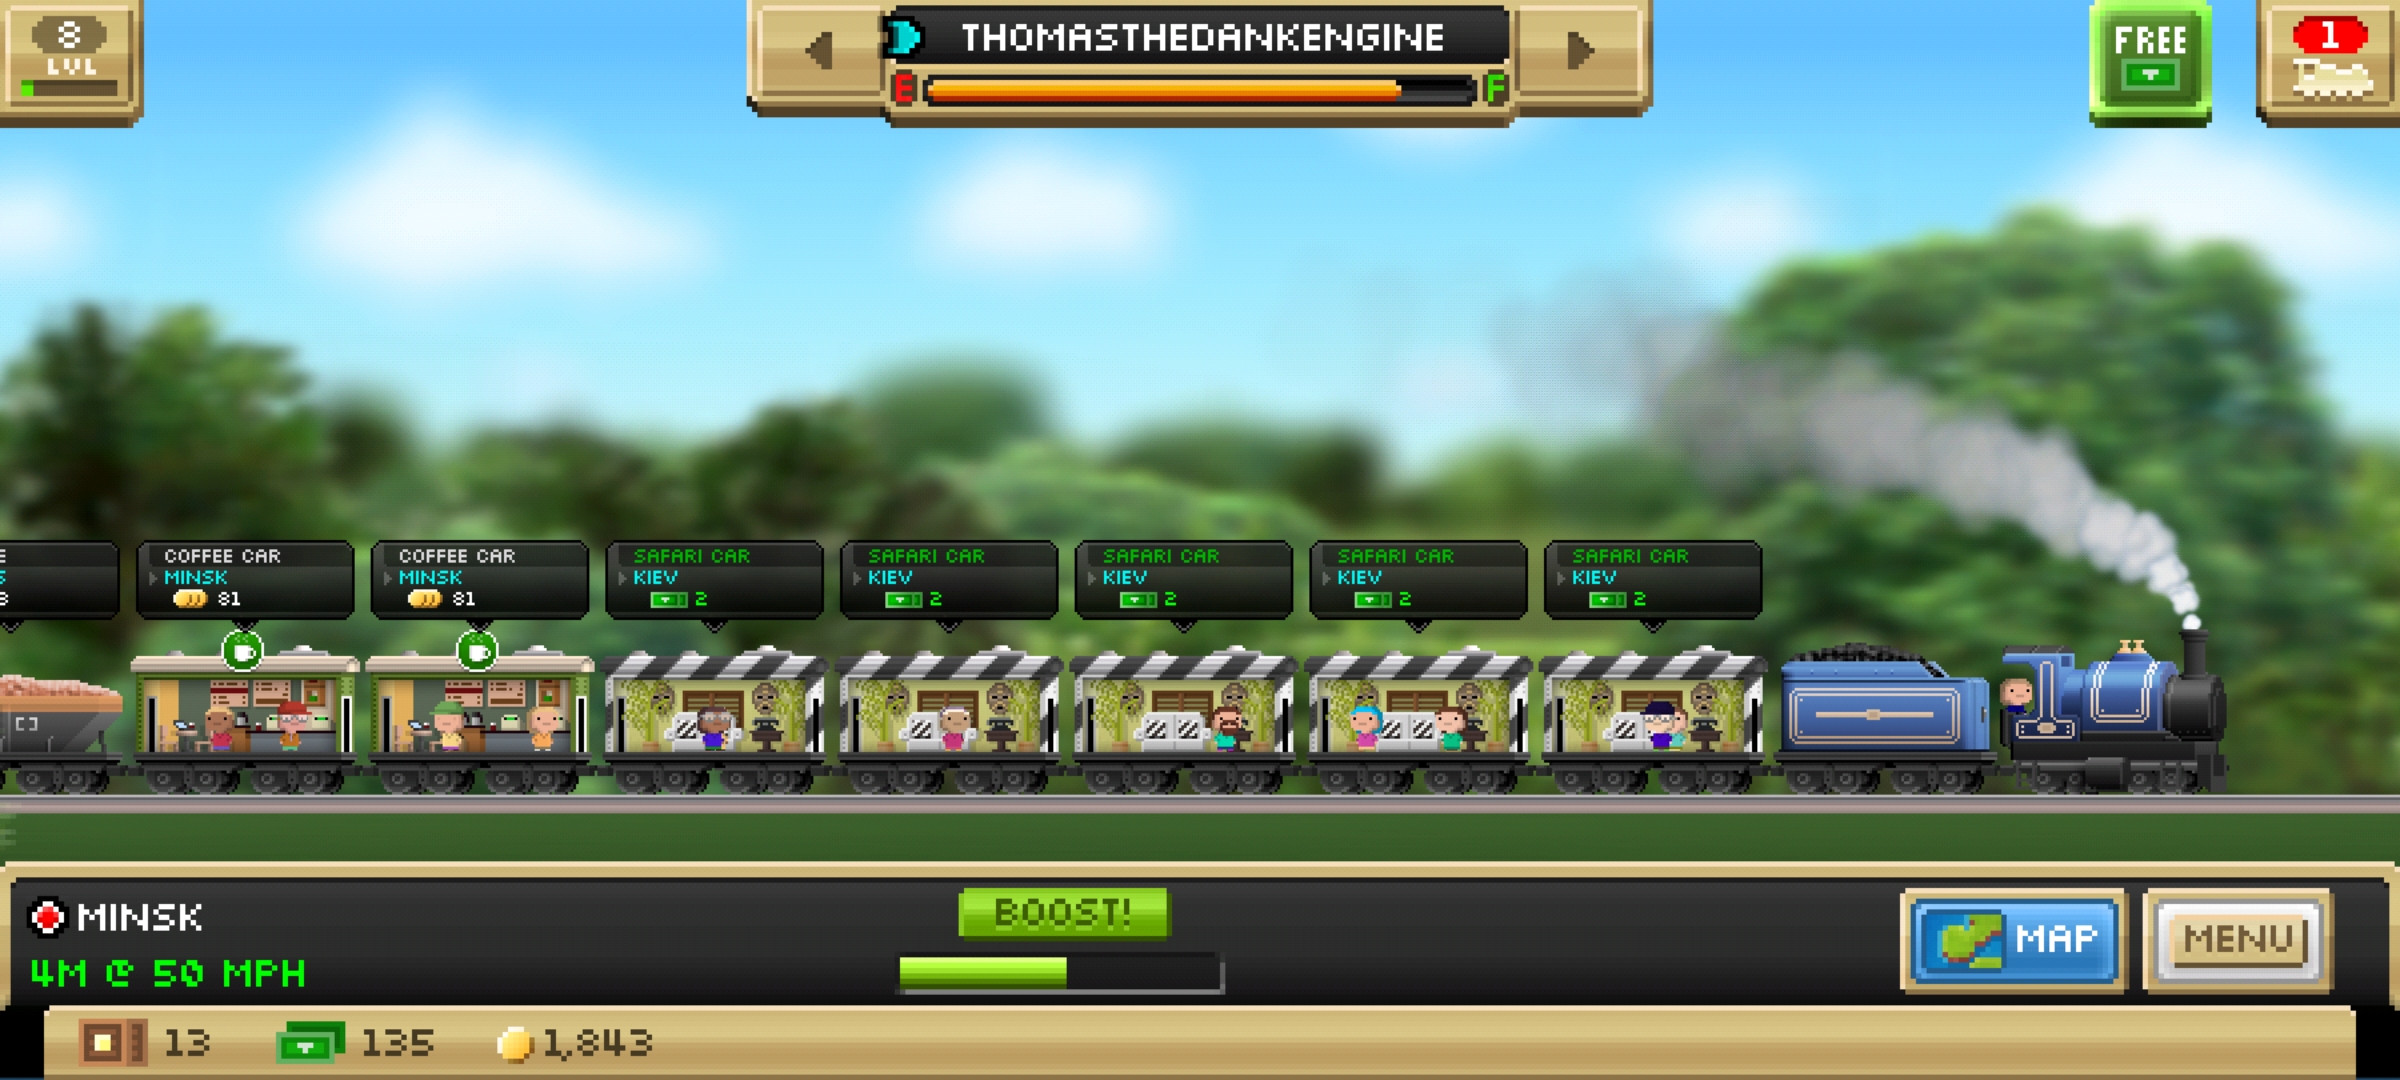 8
LVL
THOMASTHEDANKENGINE
E F
FREE
1
COFFEE CAR
MINSK
81
COFFEE CAR
MINSK
81
SAFARI CAR
KIEV
2
SAFARI CAR
KIEV
2
SAFARI CAR
KIEV
2
SAFARI CAR
KIEV
2
SAFARI CAR
KIEV
2
MINSK
4M @ 50 MPH
BOOST!
MAP
MENU
13
135
1,843